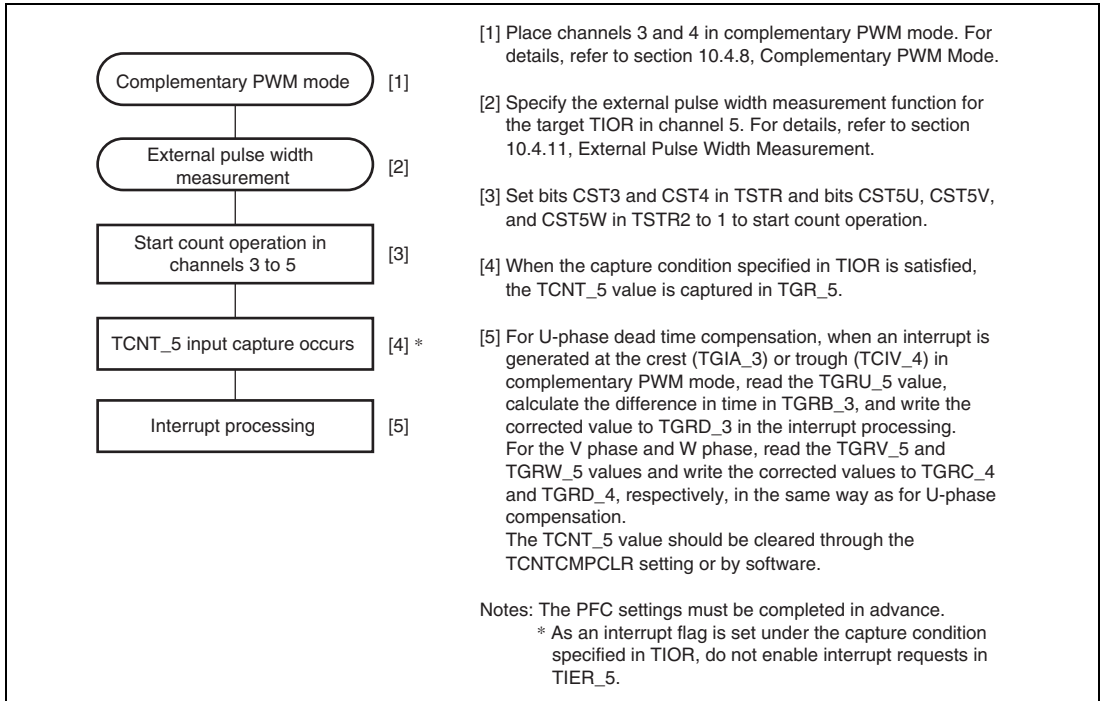 Complementary PWM mode [1]
External pulse width
measurement
[2]
Start count operation in
channels 3 to 5
[3]
TCNT_5 input capture occurs [4] *
Interrupt processing [5]
[1] Place channels 3 and 4 in complementary PWM mode. For
details, refer to section 10.4.8, Complementary PWM Mode.
[2] Specify the external pulse width measurement function for
the target TIOR in channel 5. For details, refer to section
10.4.11, External Pulse Width Measurement.
[3] Set bits CST3 and CST4 in TSTR and bits CST5U, CST5V,
and CST5W in TSTR2 to 1 to start count operation.
[4] When the capture condition specified in TIOR is satisfied,
the TCNT_5 value is captured in TGR_5.
[5] For U-phase dead time compensation, when an interrupt is
generated at the crest (TGIA_3) or trough (TCIV_4) in
complementary PWM mode, read the TGRU_5 value,
calculate the difference in time in TGRB_3, and write the
corrected value to TGRD_3 in the interrupt processing.
For the V phase and W phase, read the TGRV_5 and
TGRW_5 values and write the corrected values to TGRC_4
and TGRD_4, respectively, in the same way as for U-phase
compensation.
The TCNT_5 value should be cleared through the
TCNTCMPCLR setting or by software.
Notes: The PFC settings must be completed in advance.
* As an interrupt flag is set under the capture condition
specified in TIOR, do not enable interrupt requests in
TIER_5.